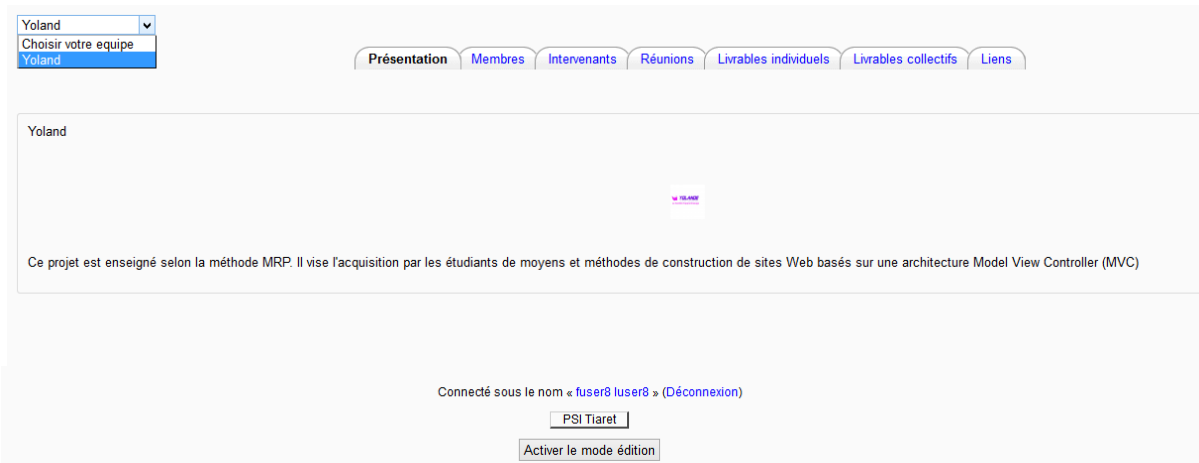 Yoland
Choisir votre equipe
Yoland
Présentation Membres Intervenants Réunions Livrables individuels Livrables collectifs Liens
Yoland
YOLANDE
Ce projet est enseigné selon la méthode MRP. Il vise l'acquisition par les étudiants de moyens et méthodes de construction de sites Web basés sur une architecture Model View Controller (MVC)
Connecté sous le nom « fuser8 luser8 » (Déconnexion)
PSI Tiaret
Activer le mode édition